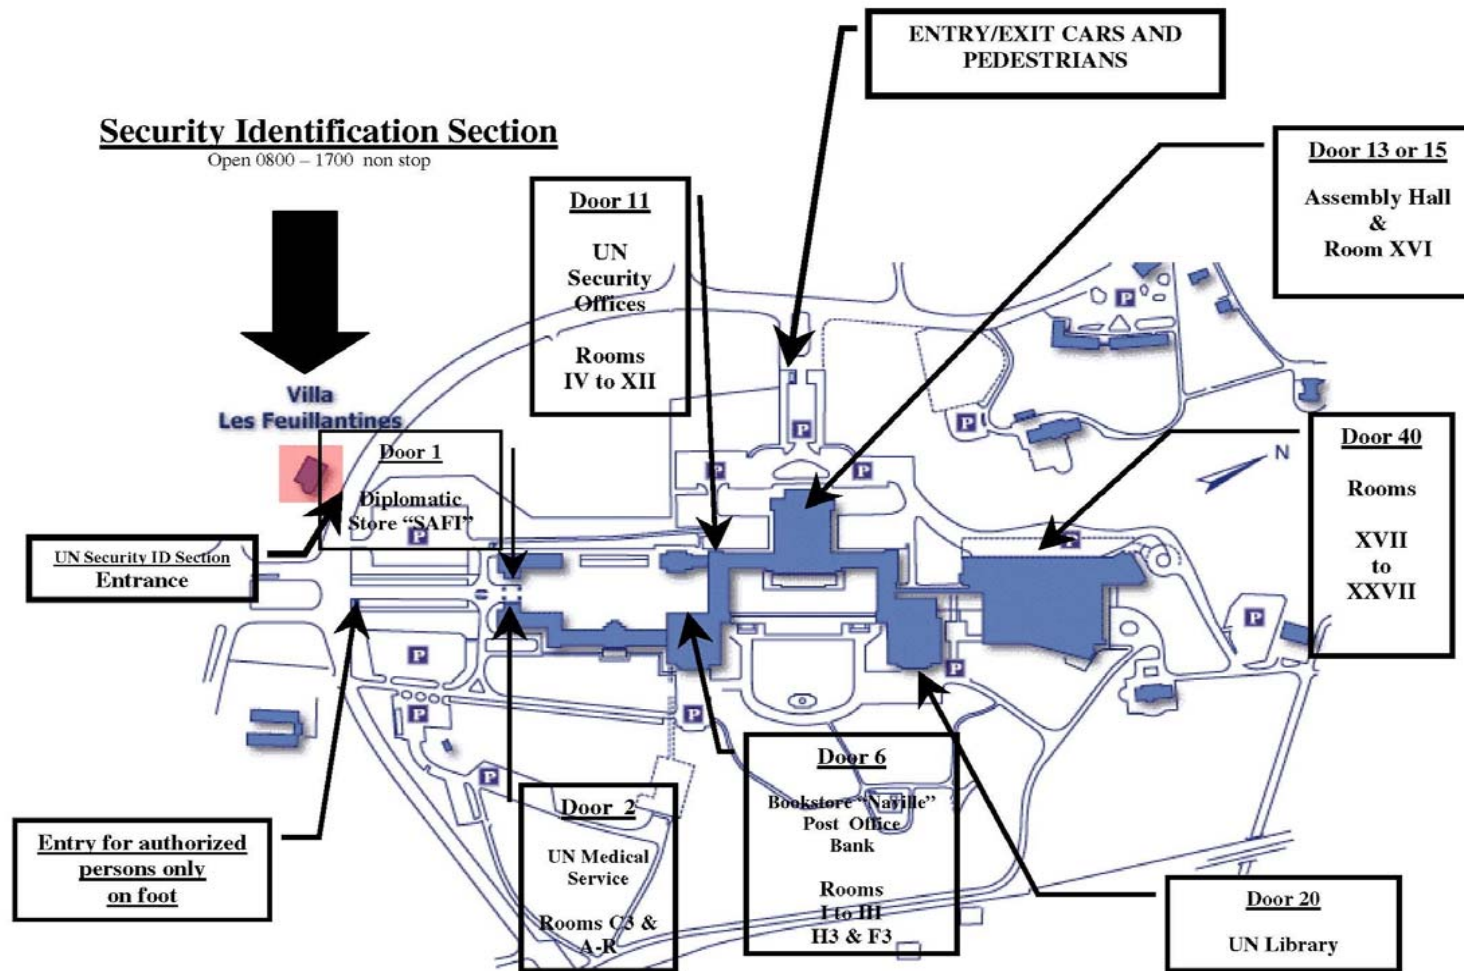 ENTRY/EXIT CARS AND
PEDESTRIANS
Security Identification Section
Open 0800 – 1700 non stop
Door 13 or 15
Assembly Hall
&
Room XVI
Door 11
UN
Security
Offices
Rooms
IV to XII
P
Villa
Les Feuillantines
P
P
P
P
P
N
Door 40
Rooms
XVII
to
XXVII
Door 1
Diplomatic
Store “SAFI”
P
P
UN Security ID Section
Entrance
P
P
P
P
P
P
Door 6
Bookstore “Naville”
Post Office
Bank
Rooms
I to III
H3 & F3
Door 2
UN Medical
Service
Rooms C3 &
A-R
Entry for authorized
persons only
on foot
Door 20
UN Library